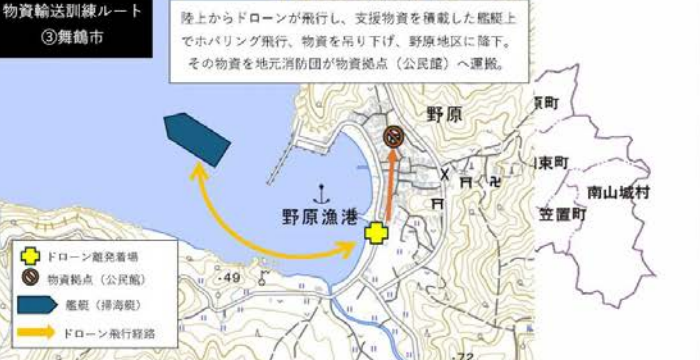 物資輸送訓練ルート
③舞鶴市
陸上からドローンが飛行し、支援物資を積載した艦艇上
でホバリング飛行、物資を吊り下げ、野原地区に降下。
その物資を地元消防団が物資拠点（公民館）へ運搬。
野原
野原漁港
ドローン離発着場
物資拠点（公民館）
艦艇（掃海艇）
ドローン飛行経路
・49
・72
原町
東町
笠置町
南山城村